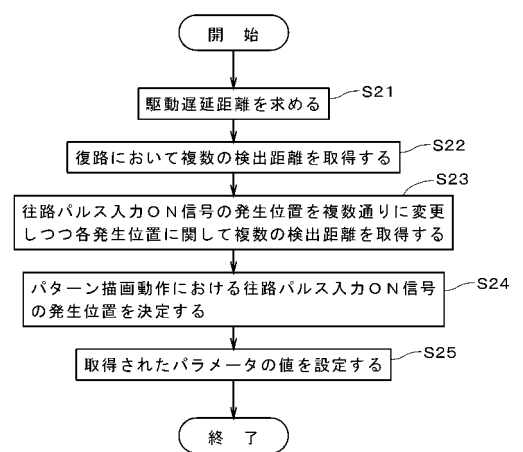 開 始
駆動遅延距離を求める
S21
復路において複数の検出距離を取得する
S22
往路パルス入力ON信号の発生位置を複数通りに変更
しつつ各発生位置に関して複数の検出距離を取得する
S23
パターン描画動作における往路パルス入力ON信号
の発生位置を決定する
S24
取得されたパラメータの値を設定する
S25
終 了